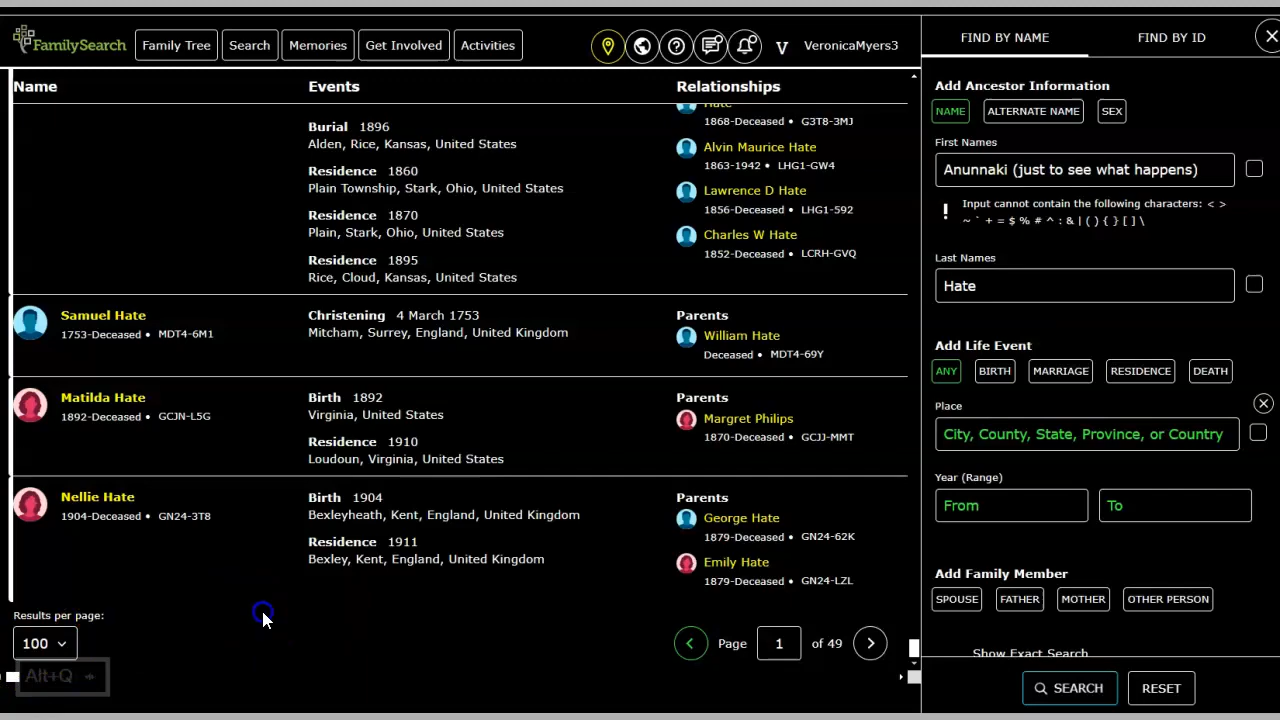 FamilySearch
Family Tree
Search
Memories
Get Involved
Activities
V
VeronicaMyers3
FIND BY NAME
FIND BY ID
Name
Events
Relationships
Hate
1868-Deceased • G3T8-3MJ
Burial 1896
Alden, Rice, Kansas, United States
Residence 1860
Plain Township, Stark, Ohio, United States
Residence 1870
Plain, Stark, Ohio, United States
Residence 1895
Rice, Cloud, Kansas, United States
Alvin Maurice Hate
1863-1942 • LHG1-GW4
Lawrence D Hate
1856-Deceased • LHG1-592
Charles W Hate
1852-Deceased • LCRH-GVQ
Samuel Hate
1753-Deceased • MDT4-6M1
Christening 4 March 1753
Mitcham, Surrey, England, United Kingdom
Parents
William Hate
Deceased • MDT4-69Y
Matilda Hate
1892-Deceased • GCJN-L5G
Birth 1892
Virginia, United States
Residence 1910
Loudoun, Virginia, United States
Parents
Margret Philips
1870-Deceased • GCJJ-MMT
Nellie Hate
1904-Deceased • GN24-3T8
Birth 1904
Bexleyheath, Kent, England, United Kingdom
Residence 1911
Bexley, Kent, England, United Kingdom
Parents
George Hate
1879-Deceased • GN24-62K
Emily Hate
1879-Deceased • GN24-LZL
Results per page:
100
Page 1 of 49
Alt+Q
Add Ancestor Information
NAME
ALTERNATE NAME
SEX
First Names
Anunnaki (just to see what happens)
! Input cannot contain the following characters: < >
~ ` + = $ % # ^ : & | ( ) { } [ ] \
Last Names
Hate
Add Life Event
ANY
BIRTH
MARRIAGE
RESIDENCE
DEATH
Place
City, County, State, Province, or Country
Year (Range)
From
To
Add Family Member
SPOUSE
FATHER
MOTHER
OTHER PERSON
Show Exact Search
SEARCH
RESET